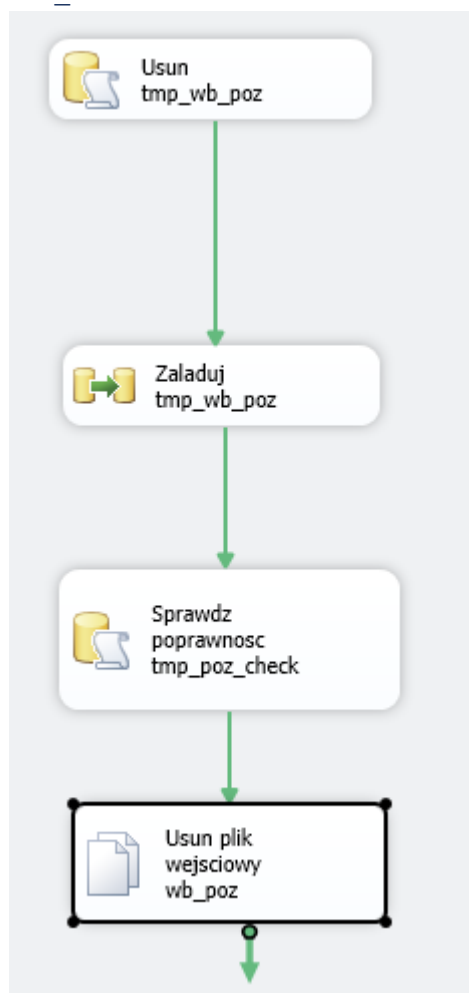 Usun
tmp_wb_poz
Zaladuj
tmp_wb_poz
Sprawdz
poprawnosc
tmp_poz_check
Usun plik
wejsciowy
wb_poz